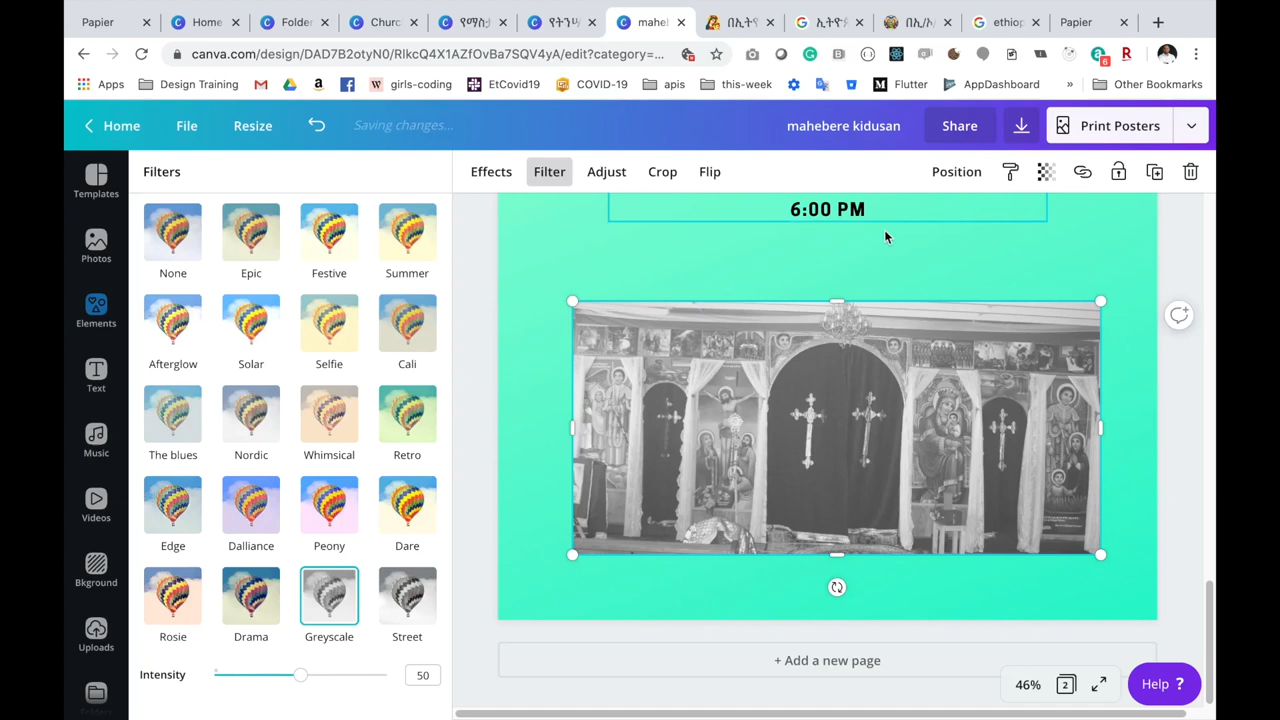 Papier
Home
Folder
Churc
የማስታ
የትንሣ
mahebe
በኢትዮ
ኢትዮጵ
በኢ/ኦ
ethiop
Papier
canva.com/design/DAD7B2otyN0/RlkcQ4X1AZfOvBa7SQV4yA/edit?category=...
6
Apps
Design Training
girls-coding
EtCovid19
COVID-19
apis
this-week
Flutter
AppDashboard
»
Other Bookmarks
Home
File
Resize
Saving changes...
mahebere kidusan
Share
Print Posters
Templates
Photos
Elements
Text
Music
Videos
Bkground
Uploads
Folders
Filters
None
Epic
Festive
Summer
Afterglow
Solar
Selfie
Cali
The blues
Nordic
Whimsical
Retro
Edge
Dalliance
Peony
Dare
Rosie
Drama
Greyscale
Street
Intensity
50
Effects
Filter
Adjust
Crop
Flip
Position
6:00 PM
+ Add a new page
46%
2
Help ?